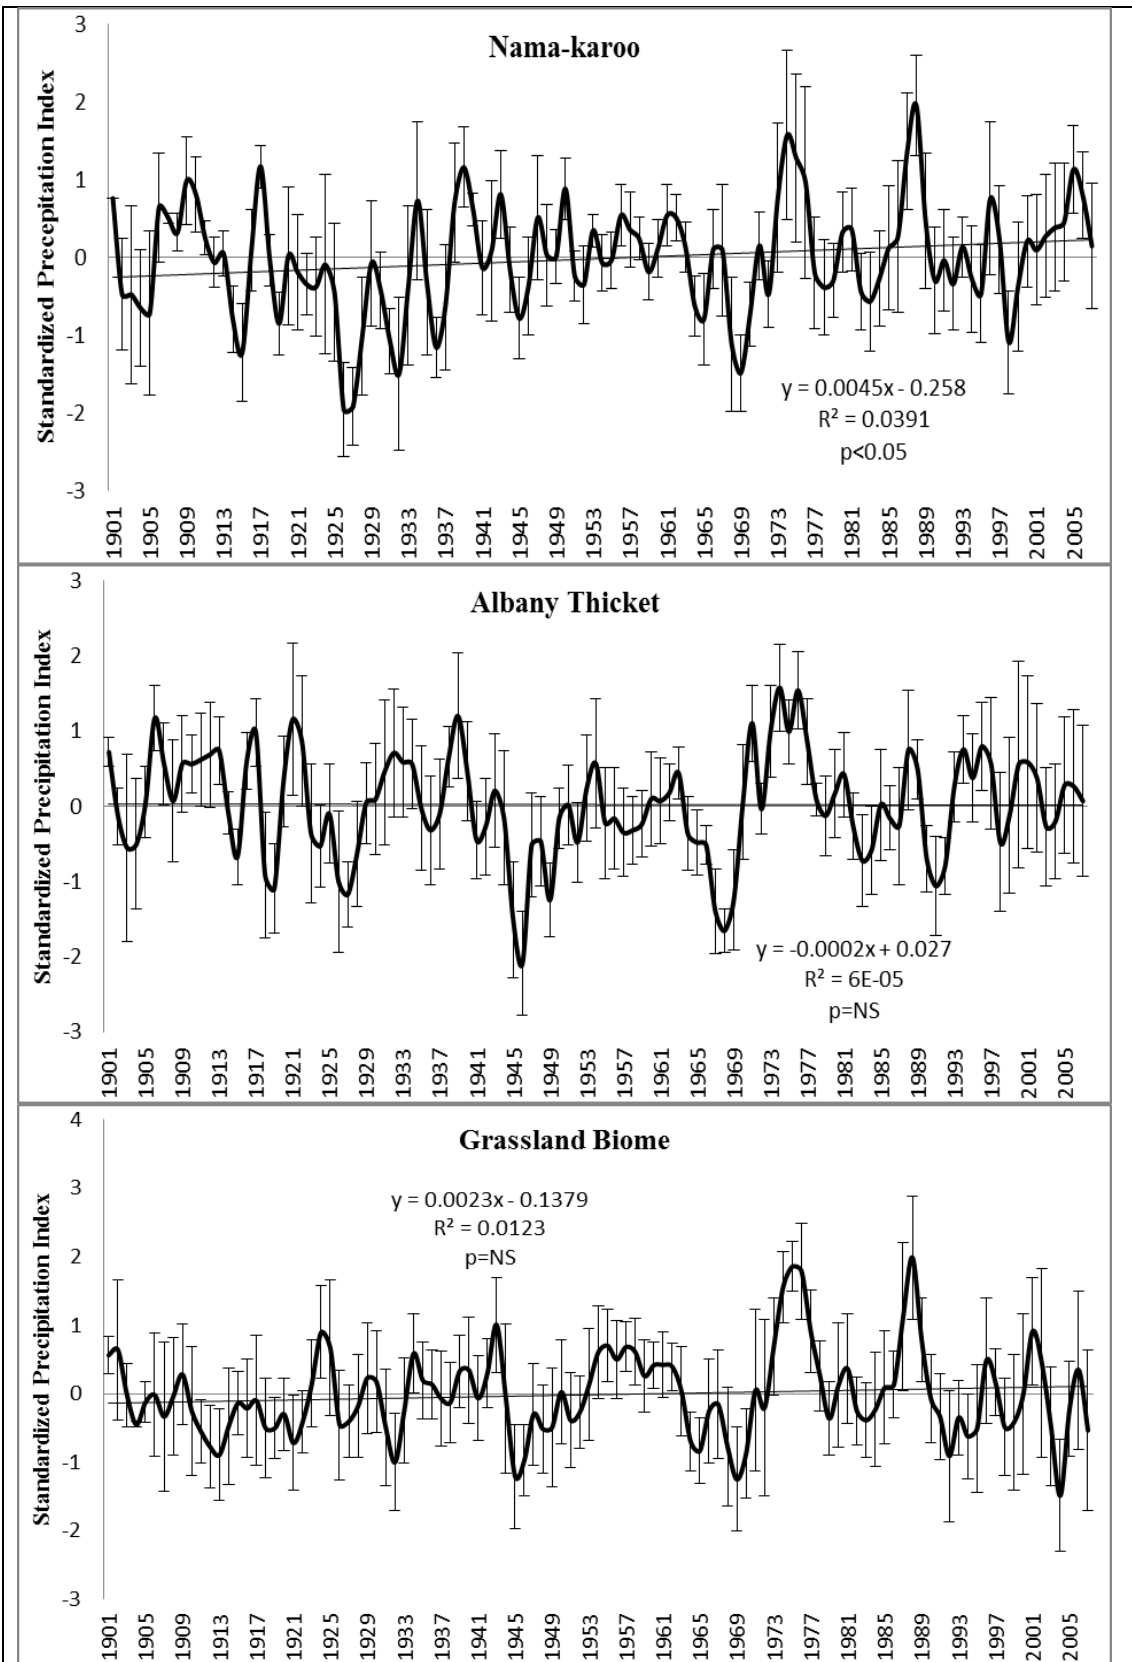 Nama-karoo
Standardized Precepitation Index
3
2
1
0
-1
-2
-3
y = 0.0045x - 0.258
R² = 0.0391
p<0.05
1901 1905 1909 1913 1917 1921 1925 1929 1933 1937 1941 1945 1949 1953 1957 1961 1965 1969 1973 1977 1981 1985 1989 1993 1997 2001 2005
Albany Thicket
Standardized Precipitation Index
3
2
1
0
-1
-2
-3
y = -0.0002x + 0.027
R² = 6E-05
p=NS
1901 1905 1909 1913 1917 1921 1925 1929 1933 1937 1941 1945 1949 1953 1957 1961 1965 1969 1973 1977 1981 1985 1989 1993 1997 2001 2005
Grassland Biome
Standardized Precipitation Index
4
3
2
1
0
-1
-2
-3
y = 0.0023x - 0.1379
R² = 0.0123
p=NS
1901 1905 1909 1913 1917 1921 1925 1929 1933 1937 1941 1945 1949 1953 1957 1961 1965 1969 1973 1977 1981 1985 1989 1993 1997 2001 2005